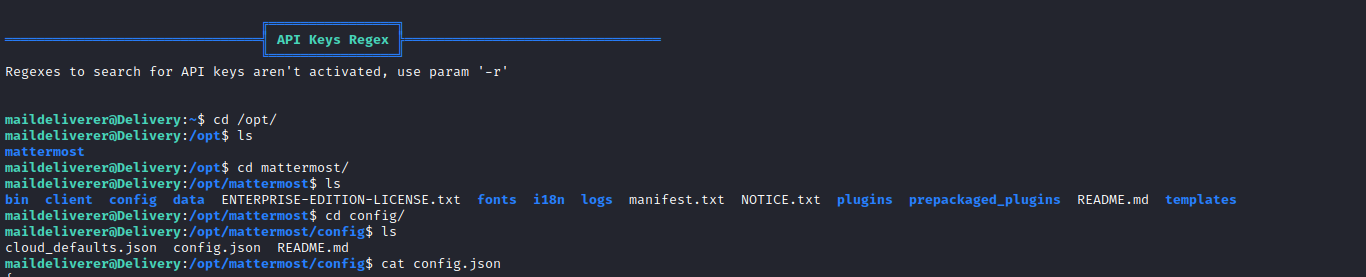 API Keys Regex
Regexes to search for API keys aren't activated, use param '-r'
maildeliverer@Delivery:~$ cd /opt/
maildeliverer@Delivery:/opt$ ls
mattermost
maildeliverer@Delivery:/opt$ cd mattermost/
maildeliverer@Delivery:/opt/mattermost$ ls
bin  client  config  data  ENTERPRISE-EDITION-LICENSE.txt  fonts  i18n  logs  manifest.txt  NOTICE.txt  plugins  prepackaged_plugins  README.md  templates
maildeliverer@Delivery:/opt/mattermost$ cd config/
maildeliverer@Delivery:/opt/mattermost/config$ ls
cloud_defaults.json  config.json  README.md
maildeliverer@Delivery:/opt/mattermost/config$ cat config.json